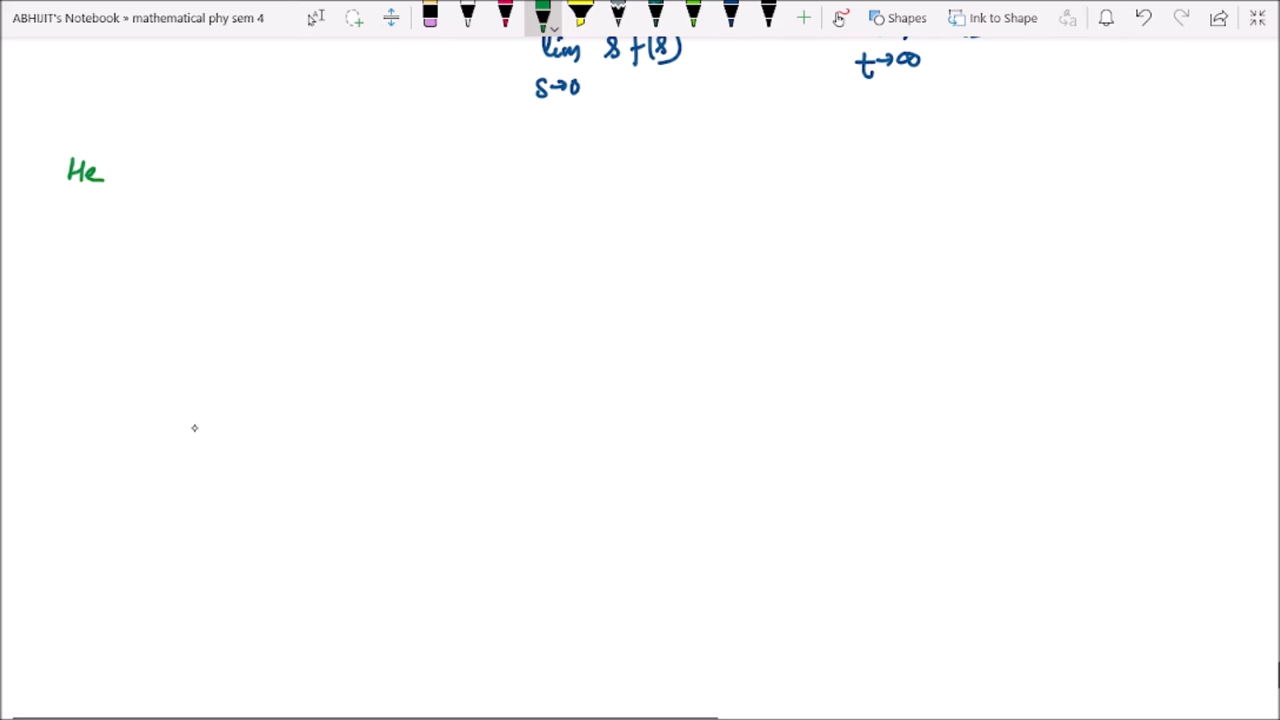 ABHIJIT's Notebook » mathematical phy sem 4
Shapes
Ink to Shape
lim s f(s)
s→0
t→∞
He